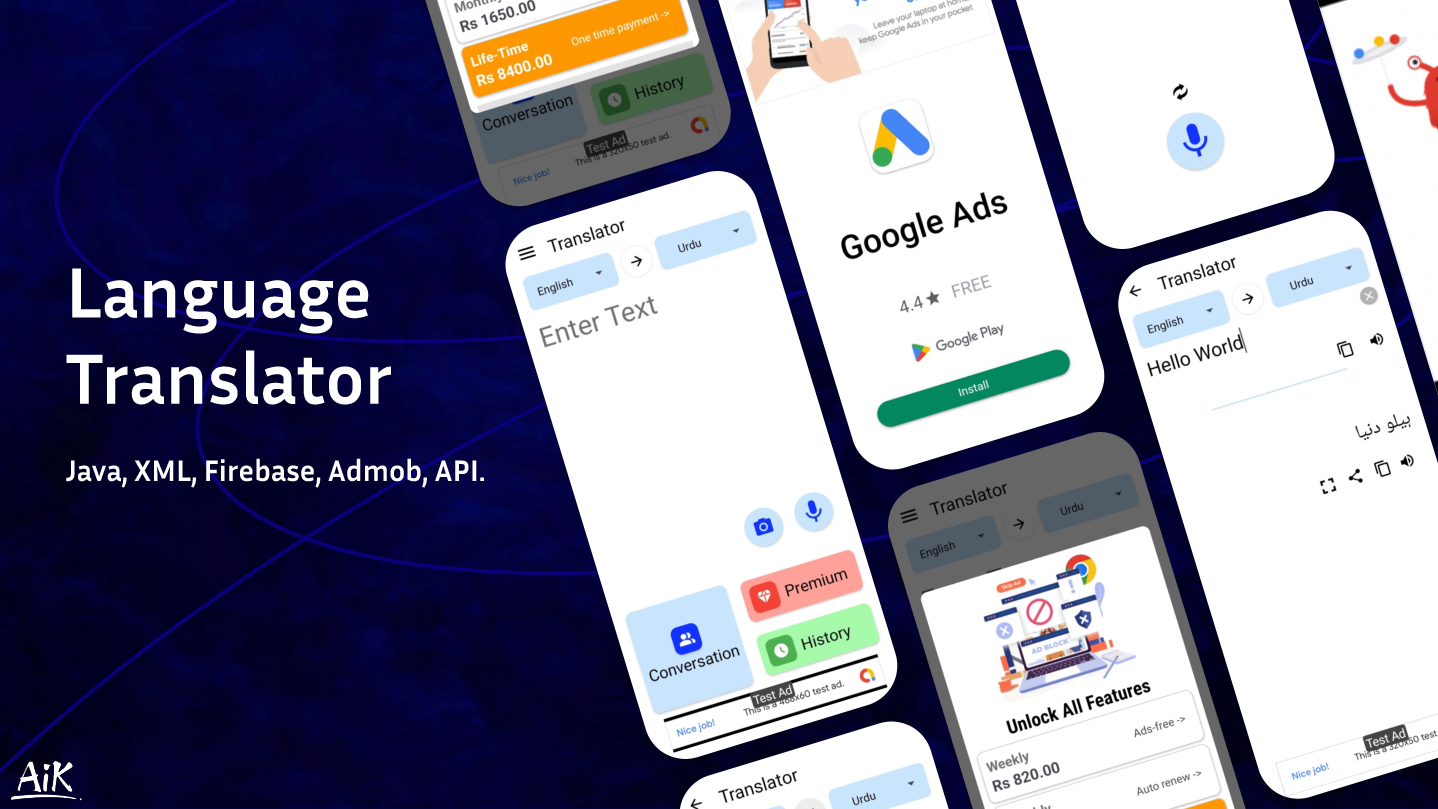 Language
Translator
Java, XML, Firebase, Admob, API.
AiK
Rs 1650.00
Life-Time
One time payment ->
Rs 8400.00
Conversation
History
Test Ad
This is a 320x50 test ad.
Nice job!
Translator
English
Urdu
Enter Text
Premium
History
Conversation
Test Ad
This is a 468x60 test ad.
Nice job!
Translator
Urdu
Leave your laptop at home,
keep Google Ads in your pocket
Google Ads
4.4 ★ FREE
Google Play
Install
Translator
English
Urdu
Skip Ad
AD BLOCK
Unlock All Features
Weekly
Ads-free ->
Rs 820.00
Auto renew ->
Translator
English
Urdu
Hello World
ہیلو دنیا
Test Ad
This is a 320x50 test ad.
Nice job!